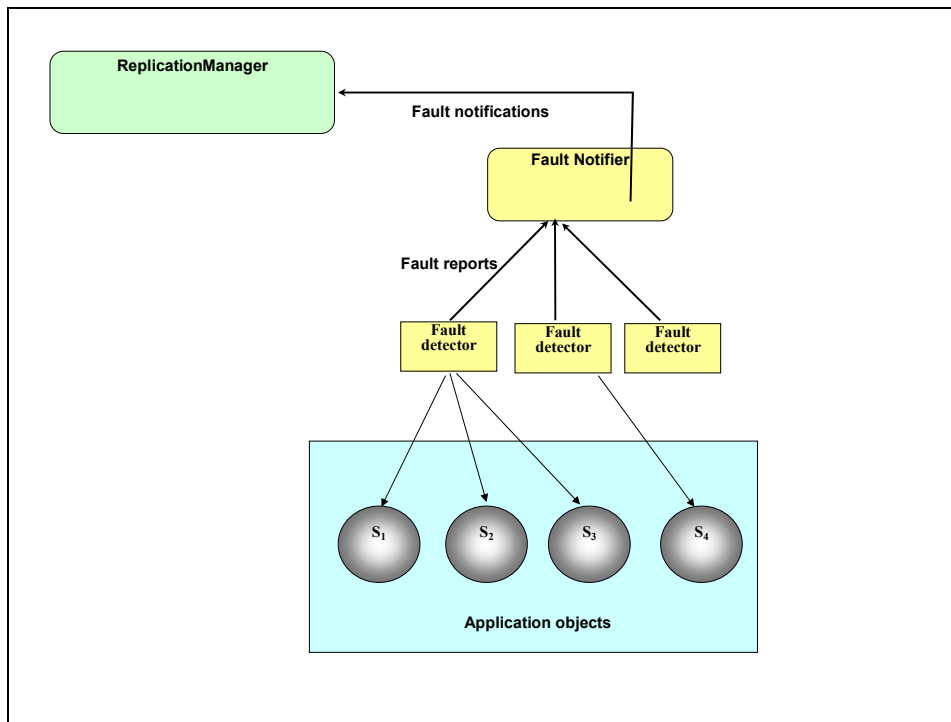 ReplicationManager
Fault notifications
Fault Notifier
Fault reports
Fault
detector
Fault
detector
Fault
detector
S₁
S₂
S₃
S₄
Application objects